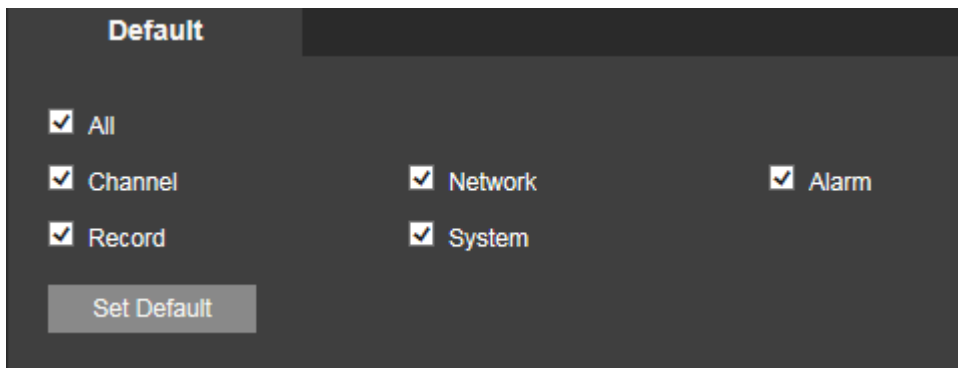 Default
All
Channel Network Alarm
Record System
Set Default